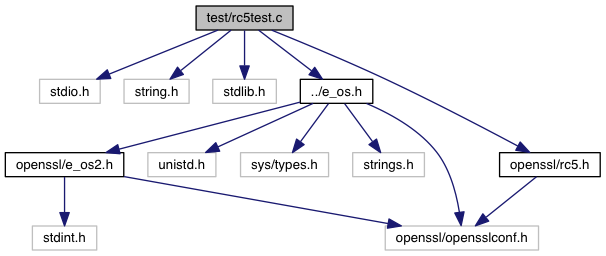 test/rc5test.c
stdio.h
string.h
stdlib.h
../e_os.h
openssl/e_os2.h
unistd.h
sys/types.h
strings.h
openssl/rc5.h
stdint.h
openssl/opensslconf.h